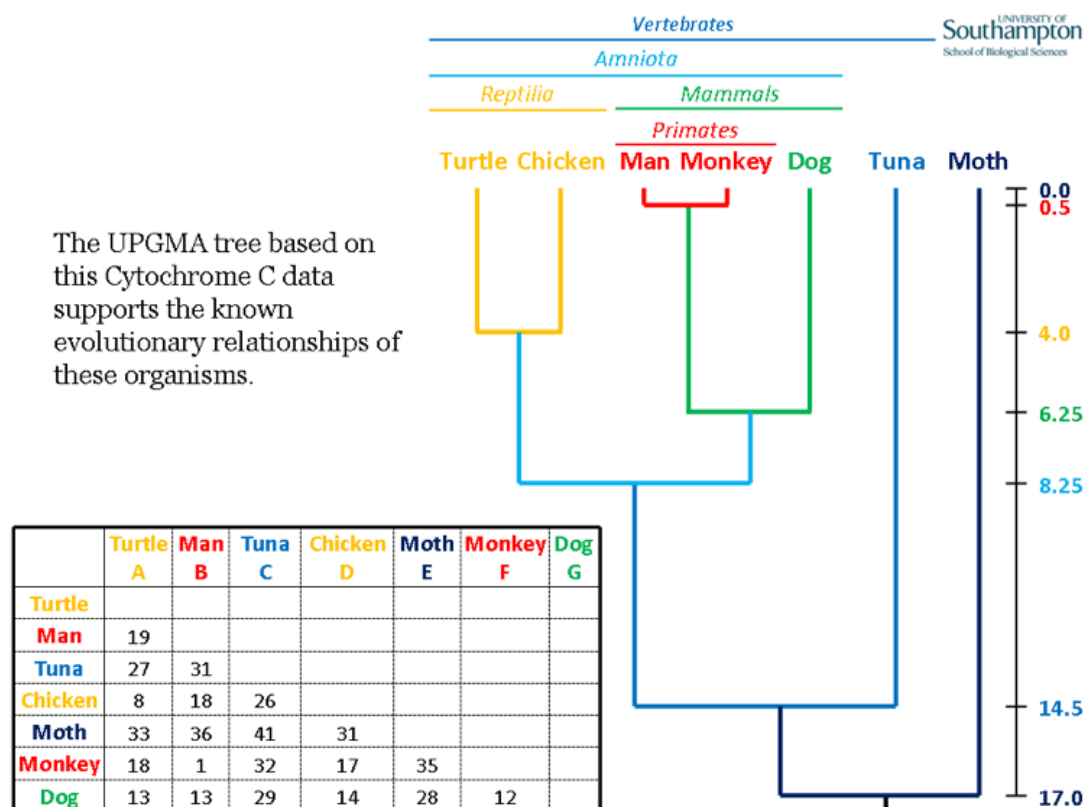 Vertebrates
UNIVERSITY OF
Southampton
School of Biological Sciences
Amniota
Reptilia Mammals
Primates
Turtle Chicken Man Monkey Dog Tuna Moth
0.0
0.5
The UPGMA tree based on
this Cytochrome C data
supports the known
evolutionary relationships of
these organisms.
4.0
6.25
8.25
14.5
17.0
Turtle Man Tuna Chicken Moth Monkey Dog
A B C D E F G
Turtle
Man 19
Tuna 27 31
Chicken 8 18 26
Moth 33 36 41 31
Monkey 18 1 32 17 35
Dog 13 13 29 14 28 12